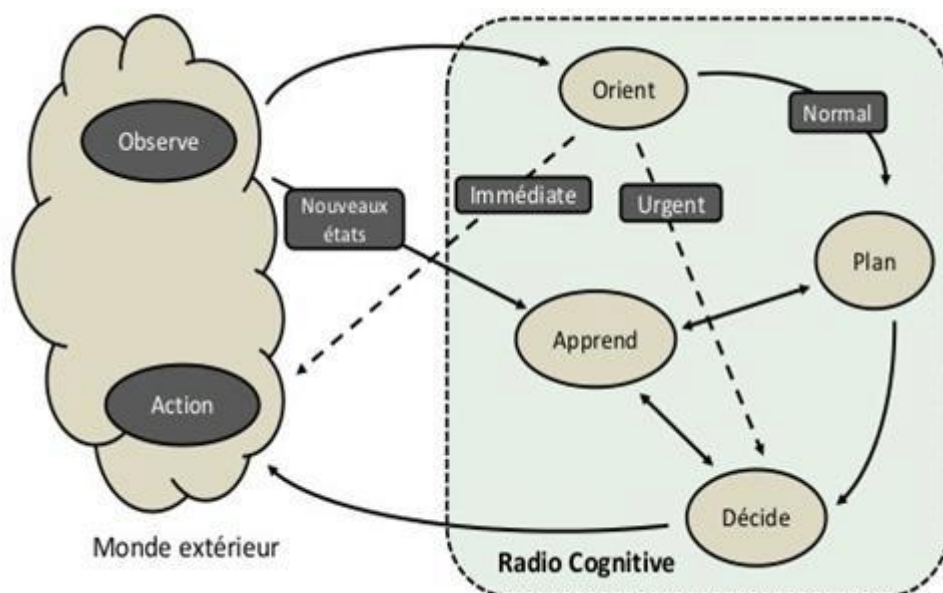 Observe
Orient
Normal
Immédiate
Urgent
Nouveaux
états
Plan
Apprend
Action
Décide
Monde extérieur
Radio Cognitive